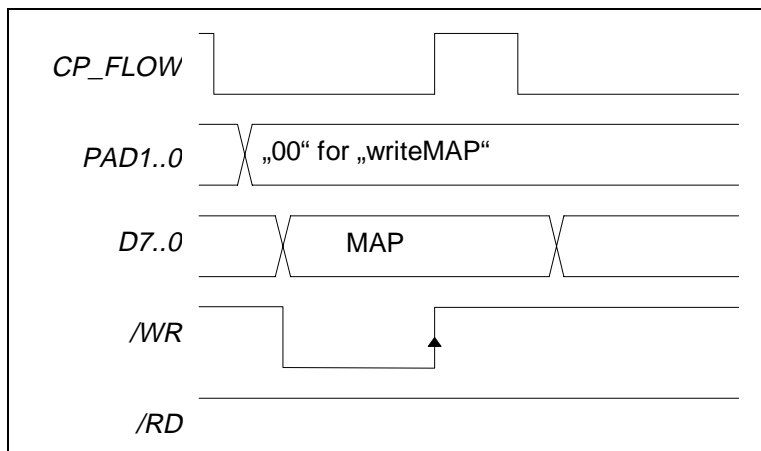 CP_FLOW
PAD1..0
„00“ for „writeMAP“
D7..0
MAP
/WR
/RD